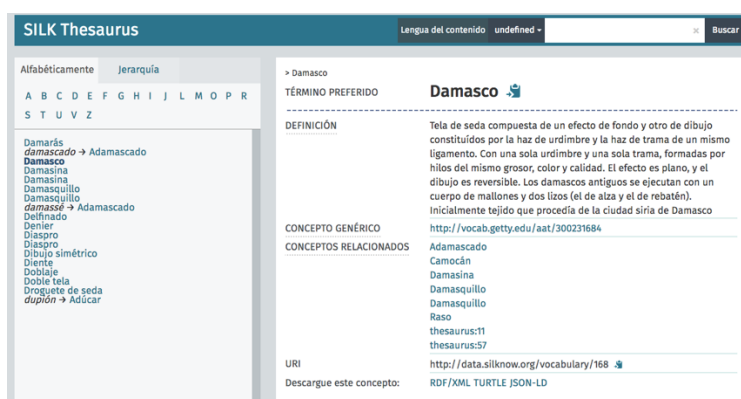 SILK Thesaurus
Lengua del contenido undefined
× Buscar
Alfabéticamente Jerarquía
A B C D E F G H I J L M O P R
S T U V Z
Damarás
damascado → Adamascado
Damasco
Damasina
Damasina
Damasquillo
Damasquillo
damassé → Adamascado
Delfinado
Denier
Diaspro
Diaspro
Dibujo simétrico
Diente
Doblaje
Doble tela
Droguete de seda
dupión → Adúcar
> Damasco
TÉRMINO PREFERIDO Damasco
DEFINICIÓN Tela de seda compuesta de un efecto de fondo y otro de dibujo
constituidos por la haz de urdimbre y la haz de trama de un mismo
ligamento. Con una sola urdimbre y una sola trama, formadas por
hilos del mismo grosor, color y calidad. El efecto es plano, y el
dibujo es reversible. Los damascos antiguos se ejecutan con un
cuerpo de mallones y dos lizos (el de alza y el de rebatén).
Inicialmente tejido que procedía de la ciudad siria de Damasco
CONCEPTO GENÉRICO http://vocab.getty.edu/aat/300231684
CONCEPTOS RELACIONADOS Adamascado
Camocán
Damasina
Damasquillo
Damasquillo
Raso
thesaurus:11
thesaurus:57
URI http://data.silknow.org/vocabulary/168
Descargue este concepto: RDF/XML TURTLE JSON-LD